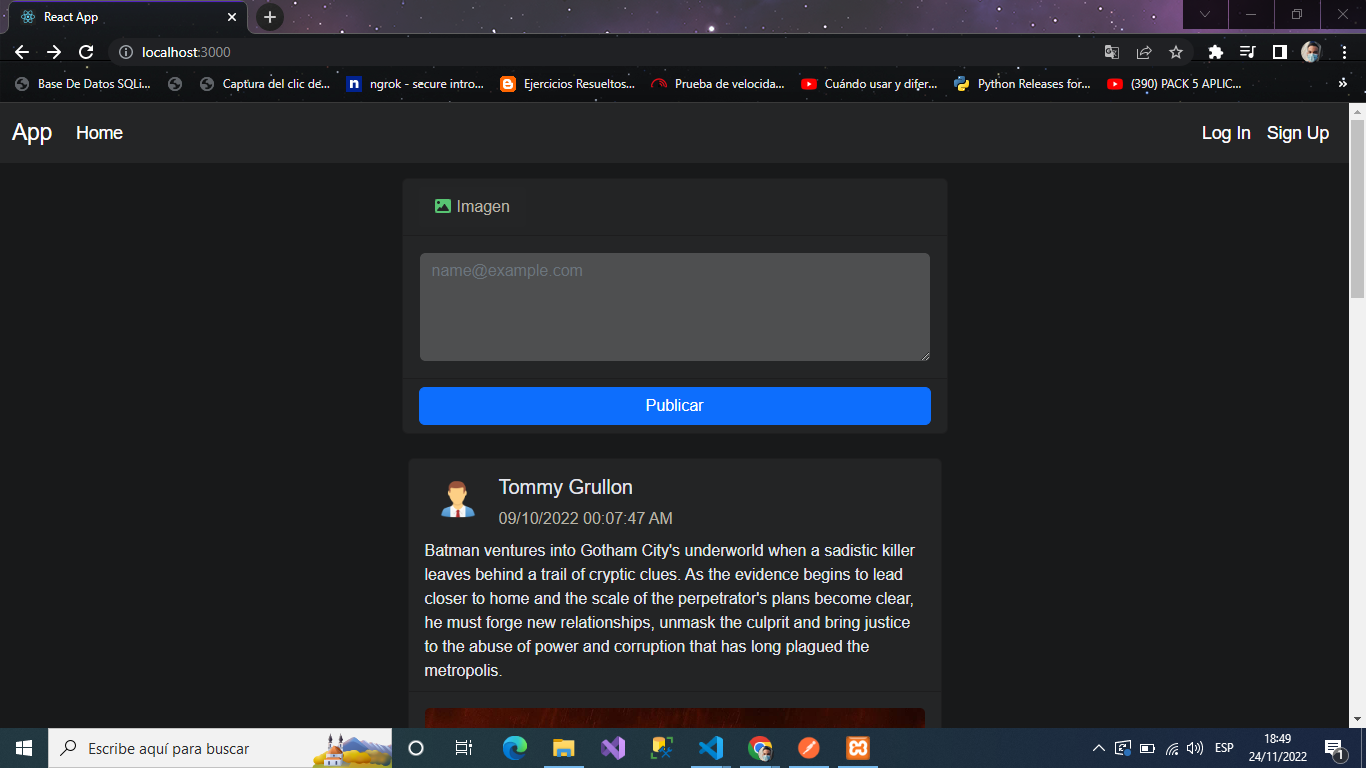 React App
localhost:3000
Base De Datos SQLi...
Captura del clic de...
n
ngrok - secure intro...
Ejercicios Resueltos...
Prueba de velocida...
Cuándo usar y difer...
Python Releases for...
(390) PACK 5 APLIC...
»
App
Home
Log In
Sign Up
Imagen
name@example.com
Publicar
Tommy Grullon
09/10/2022 00:07:47 AM
Batman ventures into Gotham City's underworld when a sadistic killer
leaves behind a trail of cryptic clues. As the evidence begins to lead
closer to home and the scale of the perpetrator's plans become clear,
he must forge new relationships, unmask the culprit and bring justice
to the abuse of power and corruption that has long plagued the
metropolis.
Escribe aquí para buscar
ESP
18:49
24/11/2022
1